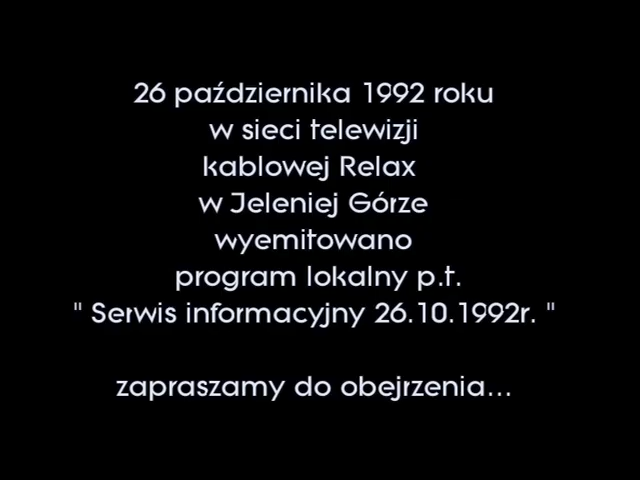 26 października 1992 roku
w sieci telewizji
kablowej Relax
w Jeleniej Górze
wyemitowano
program lokalny p.t.
" Serwis informacyjny 26.10.1992r. "
zapraszamy do obejrzenia...